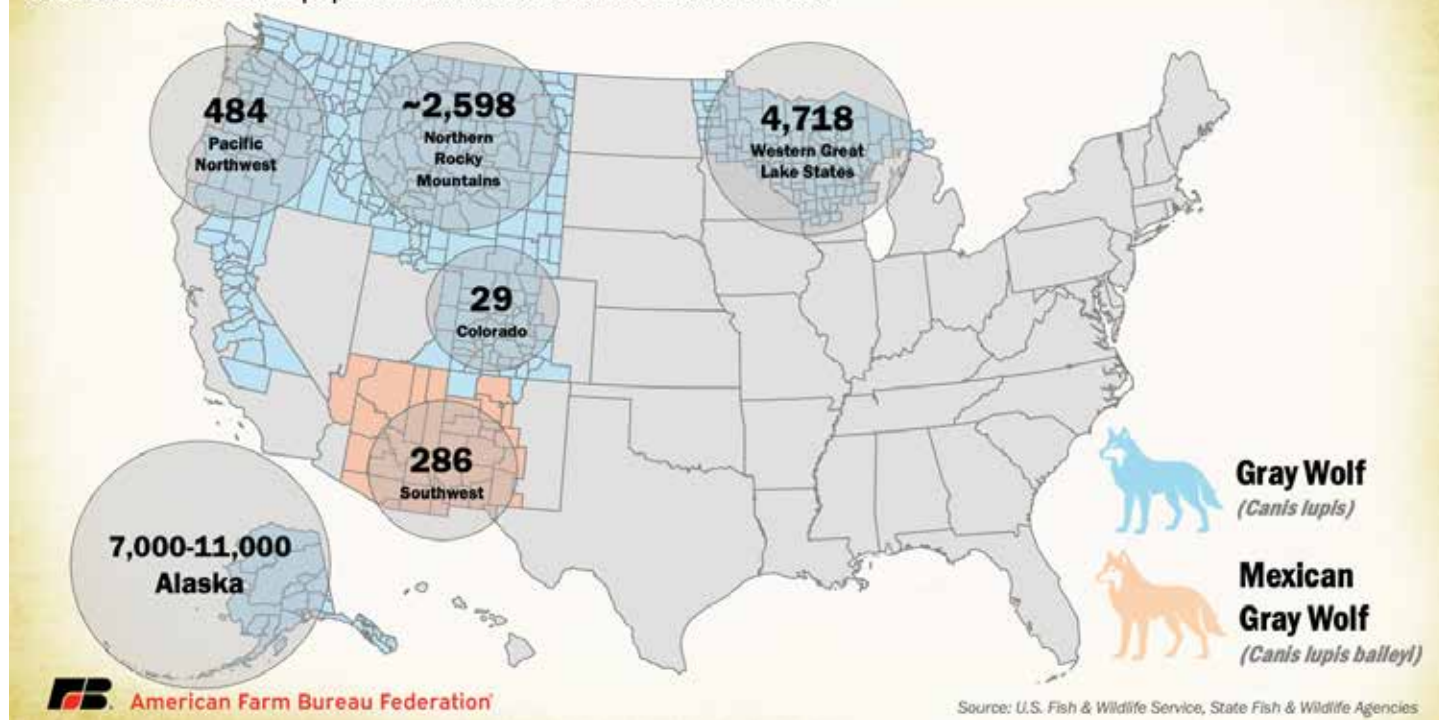 484
Pacific
Northwest
~2,598
Northern
Rocky
Mountains
4,718
Western Great
Lake States
29
Colorado
286
Southwest
7,000-11,000
Alaska
Gray Wolf
(Canis lupis)
Mexican
Gray Wolf
(Canis lupis baileyi)
FB
American Farm Bureau Federation®
Source: U.S. Fish & Wildlife Service, State Fish & Wildlife Agencies